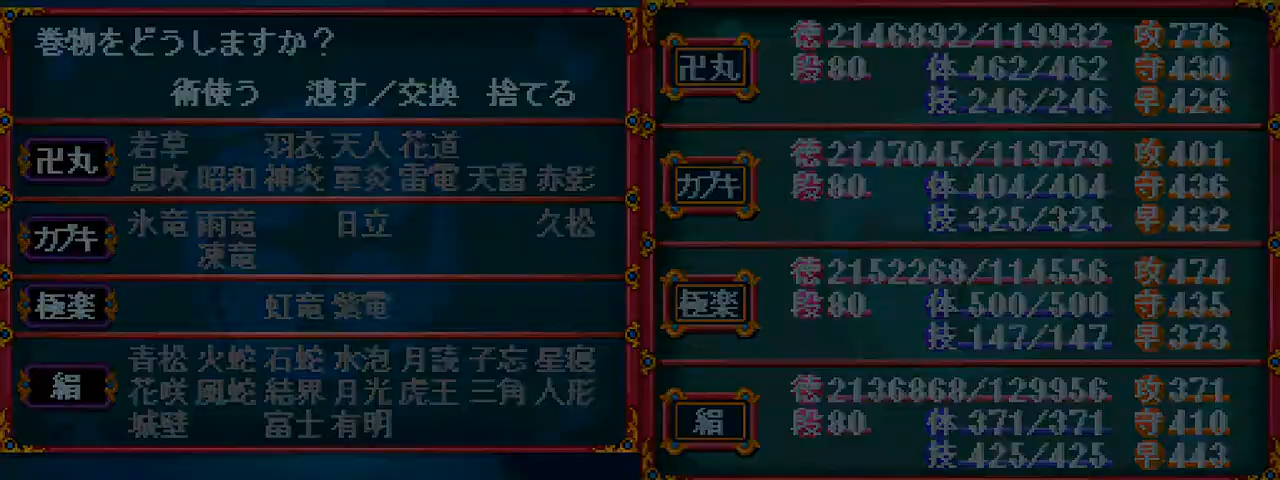 巻物をどうしますか？
術使う 渡す／交換 捨てる
卍丸
若草 羽衣 天人 花道
息吹 昭和 神炎 軍炎 雷電 天雷 赤影
カブキ
氷竜 雨竜 日立 久松
凍竜
極楽
虹竜 紫電
絹
青松 火蛇 石蛇 水泡 月読 子忘 星寝
花咲 風蛇 結界 月光 虎王 三角 人形
城壁 富士 有明
卍丸
徳2146892/119932 攻776
段80 体462/462 守430
技246/246 早426
カブキ
徳2147045/119779 攻401
段80 体404/404 守436
技325/325 早432
極楽
徳2152268/114556 攻474
段80 体500/500 守435
技147/147 早373
絹
徳2136868/129956 攻371
段80 体371/371 守410
技425/425 早443